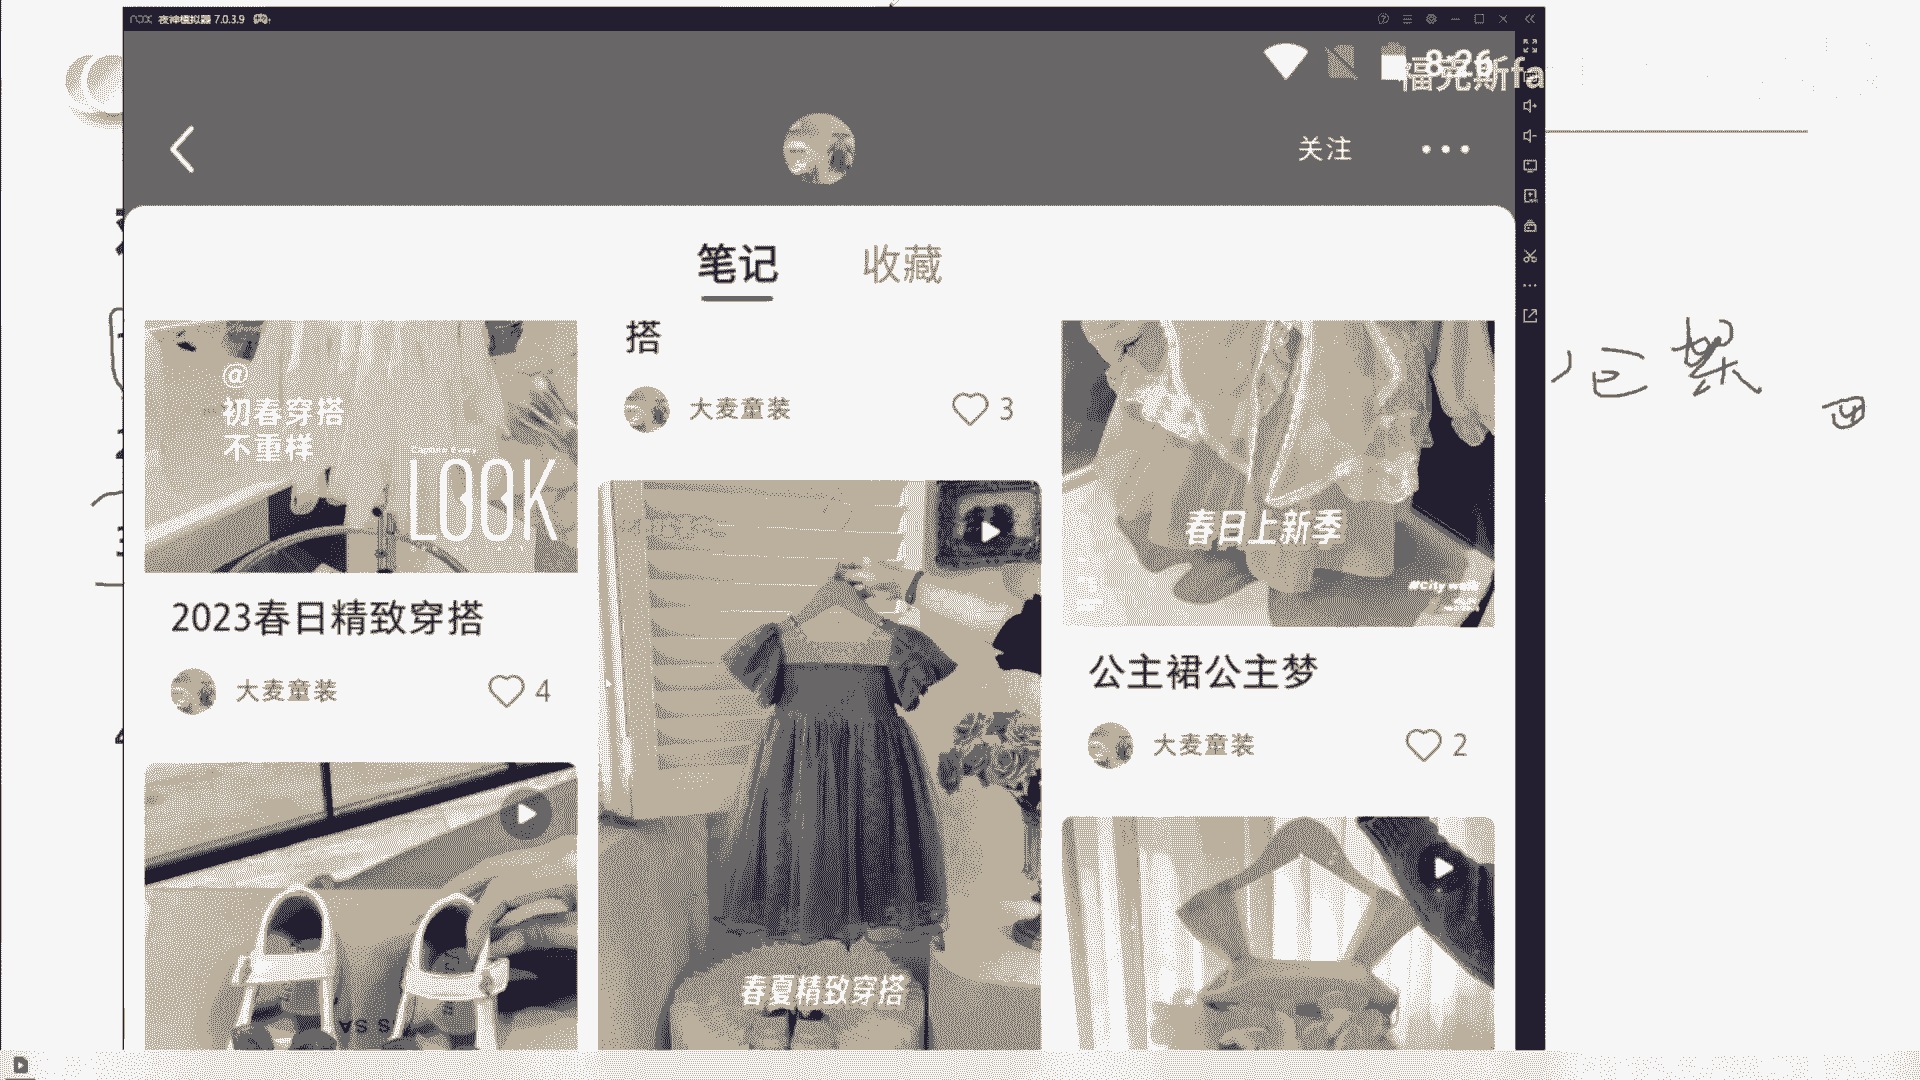 夜神模拟器 7.0.3.9
8:26
福克斯fa
关注
笔记
收藏
@
初春穿搭
不重样
Capture Every
LOOK
2023春日精致穿搭
大麦童装
4
搭
大麦童装
3
春夏精致穿搭
春日上新季
#City walk
公主裙公主梦
大麦童装
2